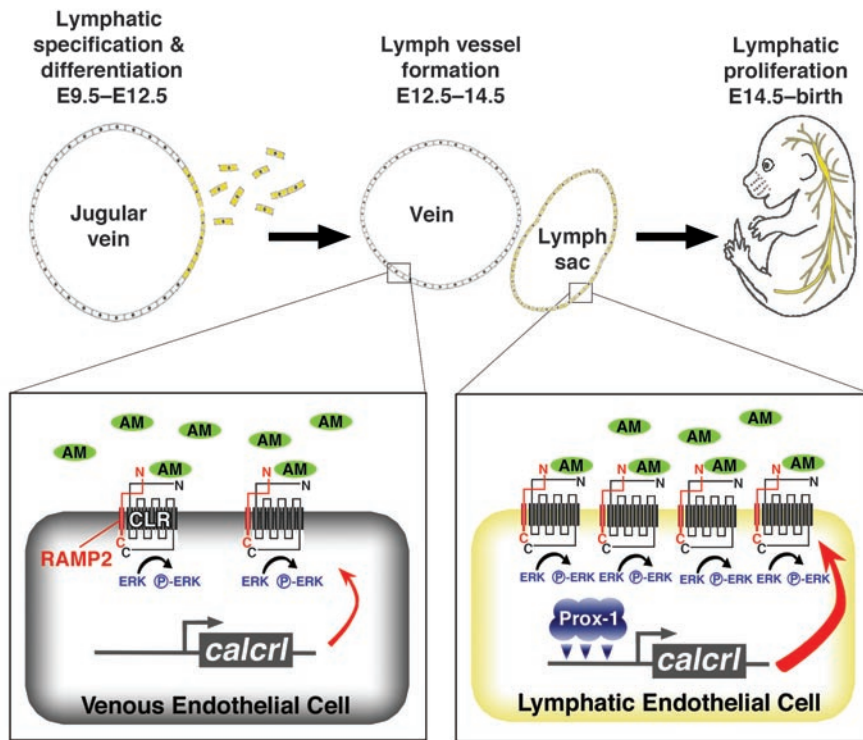 Lymphatic
specification &
differentiation
E9.5–E12.5
Lymph vessel
formation
E12.5–14.5
Lymphatic
proliferation
E14.5–birth
Jugular
vein
Vein
Lymph
sac
AM
AM
AM
AM
AM
N
AM
N
N
AM
N
CLR
RAMP2
C
C
C
C
ERK
P-ERK
ERK
P-ERK
calcrl
Venous Endothelial Cell
AM
AM
AM
AM
N
AM
N
N
AM
N
N
AM
N
N
AM
N
C
C
C
C
C
C
C
C
ERK
P-ERK
ERK
P-ERK
ERK
P-ERK
ERK
P-ERK
Prox-1
calcrl
Lymphatic Endothelial Cell